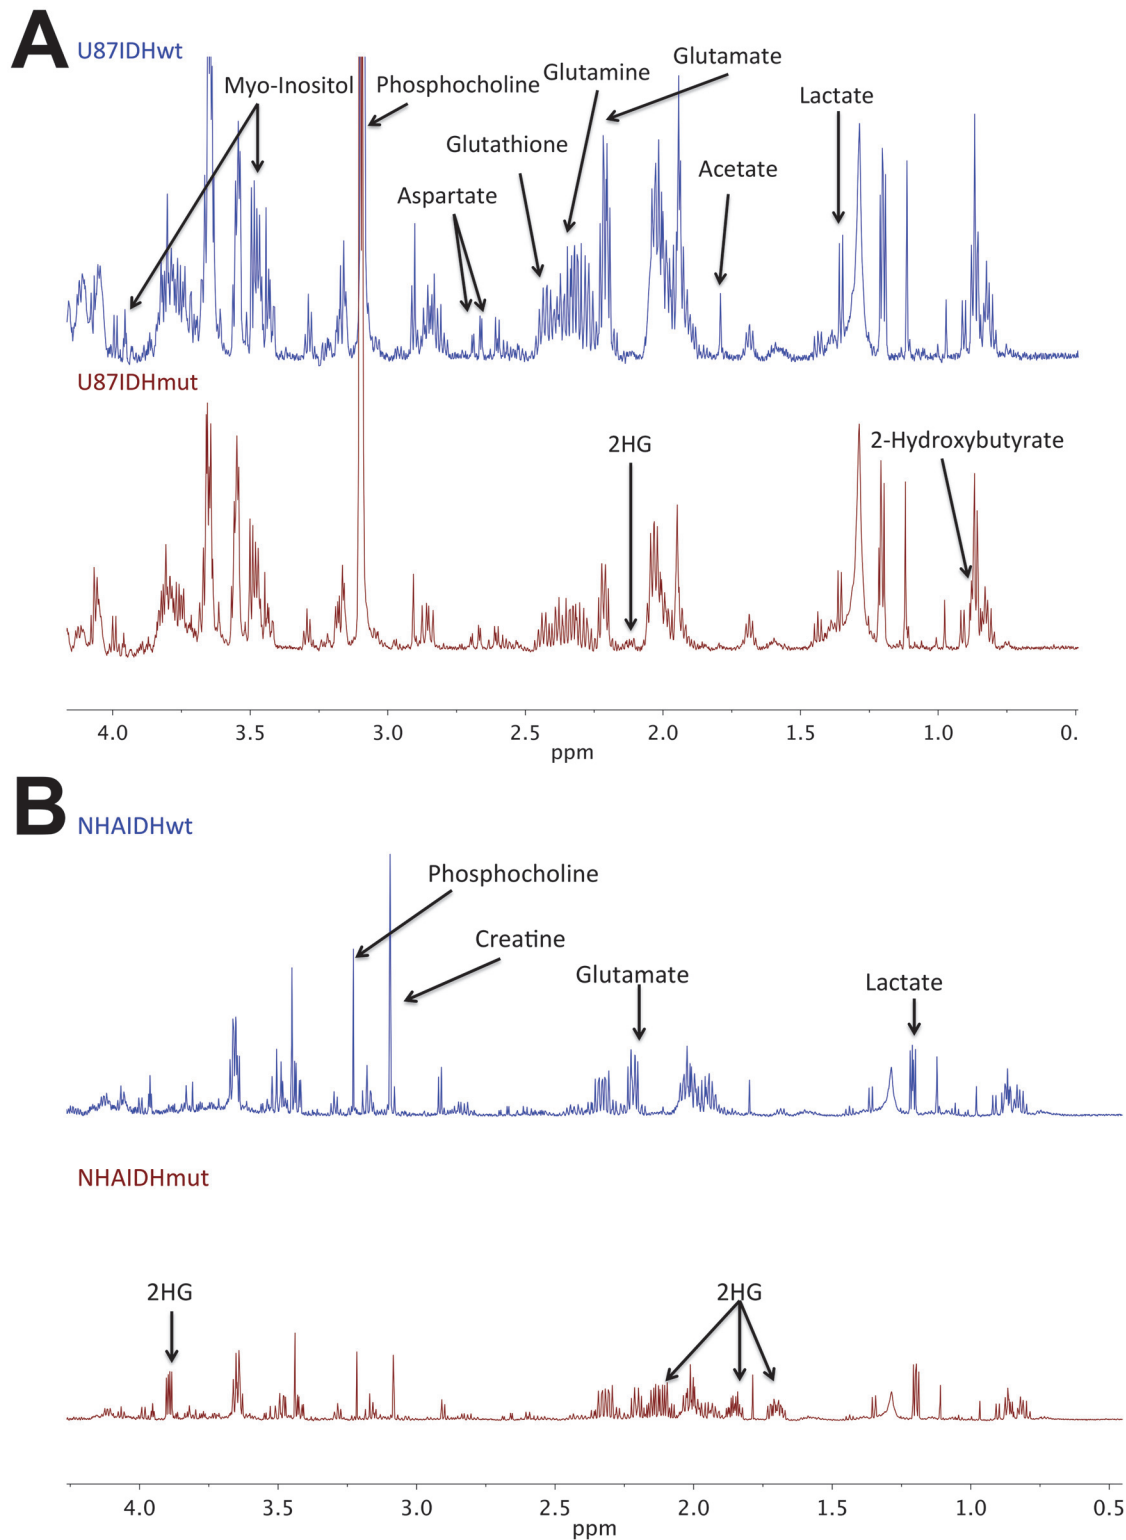 A
U87IDHwt
Myo-Inositol
Phosphocholine
Glutamine
Glutamate
Glutathione
Aspartate
Acetate
Lactate
U87IDHmut
2HG
2-Hydroxybutyrate
4.0 3.5 3.0 2.5 2.0 1.5 1.0 0.
ppm
B
NHAIDHwt
Phosphocholine
Creatine
Glutamate
Lactate
NHAIDHmut
2HG
2HG
4.0 3.5 3.0 2.5 2.0 1.5 1.0 0.5
ppm